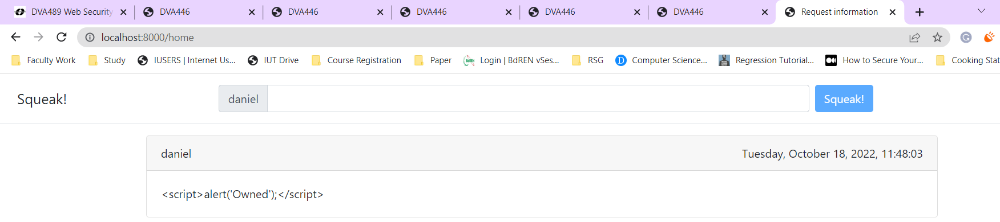 DVA489 Web Security DVA446 DVA446 DVA446 DVA446 DVA446 Request information
localhost:8000/home
Faculty Work Study IUSERS | Internet Us... IUT Drive Course Registration Paper Login | BdREN vSes... RSG Computer Science... Regression Tutorial... How to Secure Your... Cooking Stat
Squeak! daniel Squeak!
daniel Tuesday, October 18, 2022, 11:48:03
<script>alert('Owned');</script>